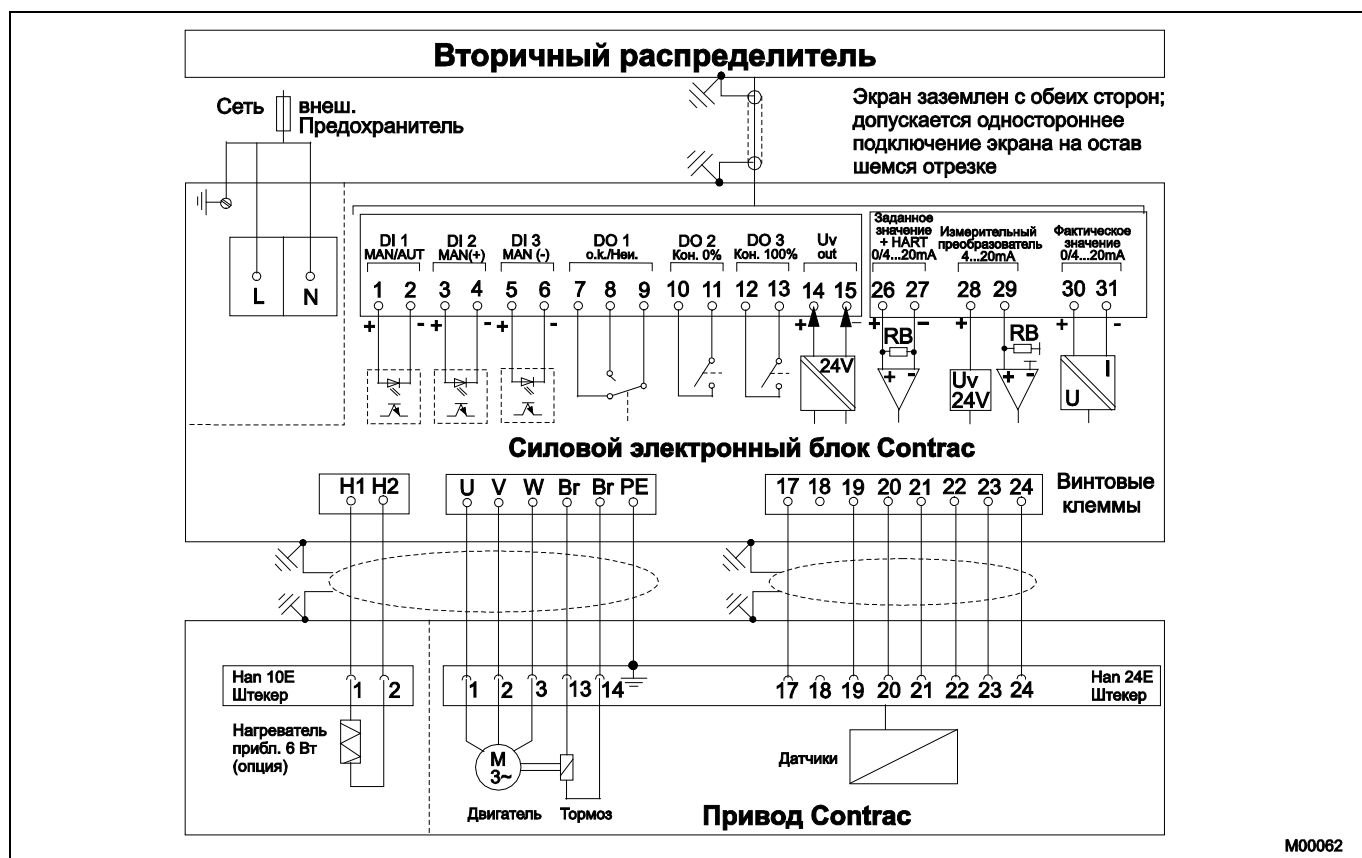 Вторичный распределитель
Сеть
внеш.
Предохранитель
Экран заземлен с обеих сторон;
допускается одностороннее
подключение экрана на остав
шемся отрезке
L N
DI 1
MAN/AUT
DI 2
MAN(+)
DI 3
MAN (-)
DO 1
o.k./Неи.
DO 2
Кон. 0%
DO 3
Кон. 100%
Uv
out
Заданное
значение
+ HART
0/4...20mA
Измерительный
преобразователь
4...20mA
Фактическое
значение
0/4...20mA
1 2 3 4 5 6 7 8 9 10 11 12 13 14 15 26 27 28 29 30 31
+ - + - + - + - + - + + -
RB RB
24V
+ -
Uv
24V
+ -
I
U
Силовой электронный блок Contrac
H1 H2
U V W Br Br PE
17 18 19 20 21 22 23 24
Винтовые
клеммы
Han 10E
Штекер
1 2
1 2 3 13 14
17 18 19 20 21 22 23 24
Han 24E
Штекер
Нагреватель
прибл. 6 Вт
(опция)
M
3~
Двигатель
Тормоз
Датчики
Привод Contrac
M00062